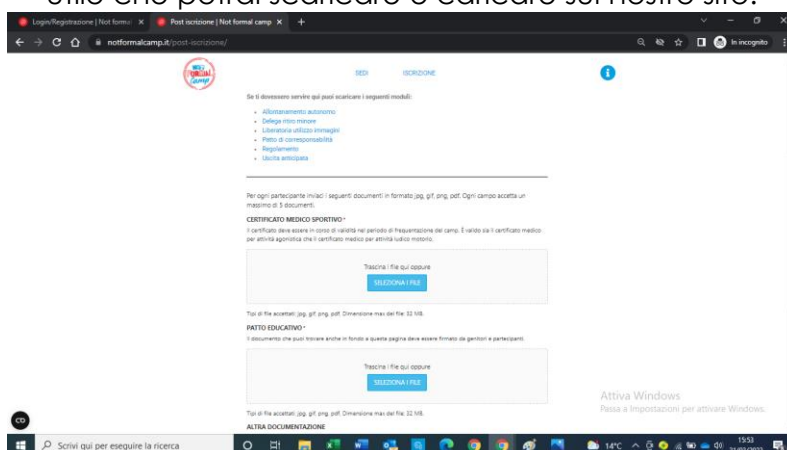 utile che potrai scaricare o caricare sul nostro sito.
Login/Registrazione | Not formal
Post iscrizione | Not formal camp
notformalcamp.it/post-iscrizione/
In incognito
NOT FORMAL Camp
SEDI
ISCRIZIONE
Se ti dovessero servire qui puoi scaricare i seguenti moduli:
Allontanamento autonomo
Delega ritiro minore
Liberatoria utilizzo immagini
Patto di corresponsabilità
Regolamento
Uscita anticipata
Per ogni partecipante inviaci i seguenti documenti in formato jpg, gif, png, pdf. Ogni campo accetta un
massimo di 5 documenti.
CERTIFICATO MEDICO SPORTIVO *
Il certificato deve essere in corso di validità nel periodo di frequentazione del camp. È valido sia il certificato medico
per attività agonistica che il certificato medico per attività ludico motorio.
Trascina i file qui oppure
SELEZIONA I FILE
Tipi di file accettati: jpg, gif, png, pdf, Dimensione max del file: 32 MB.
PATTO EDUCATIVO *
Il documento che puoi trovare anche in fondo a questa pagina deve essere firmato da genitori e partecipanti.
Trascina i file qui oppure
SELEZIONA I FILE
Tipi di file accettati: jpg, gif, png, pdf, Dimensione max del file: 32 MB.
ALTRA DOCUMENTAZIONE
Attiva Windows
Passa a Impostazioni per attivare Windows.
Scrivi qui per eseguire la ricerca
14°C
15:53